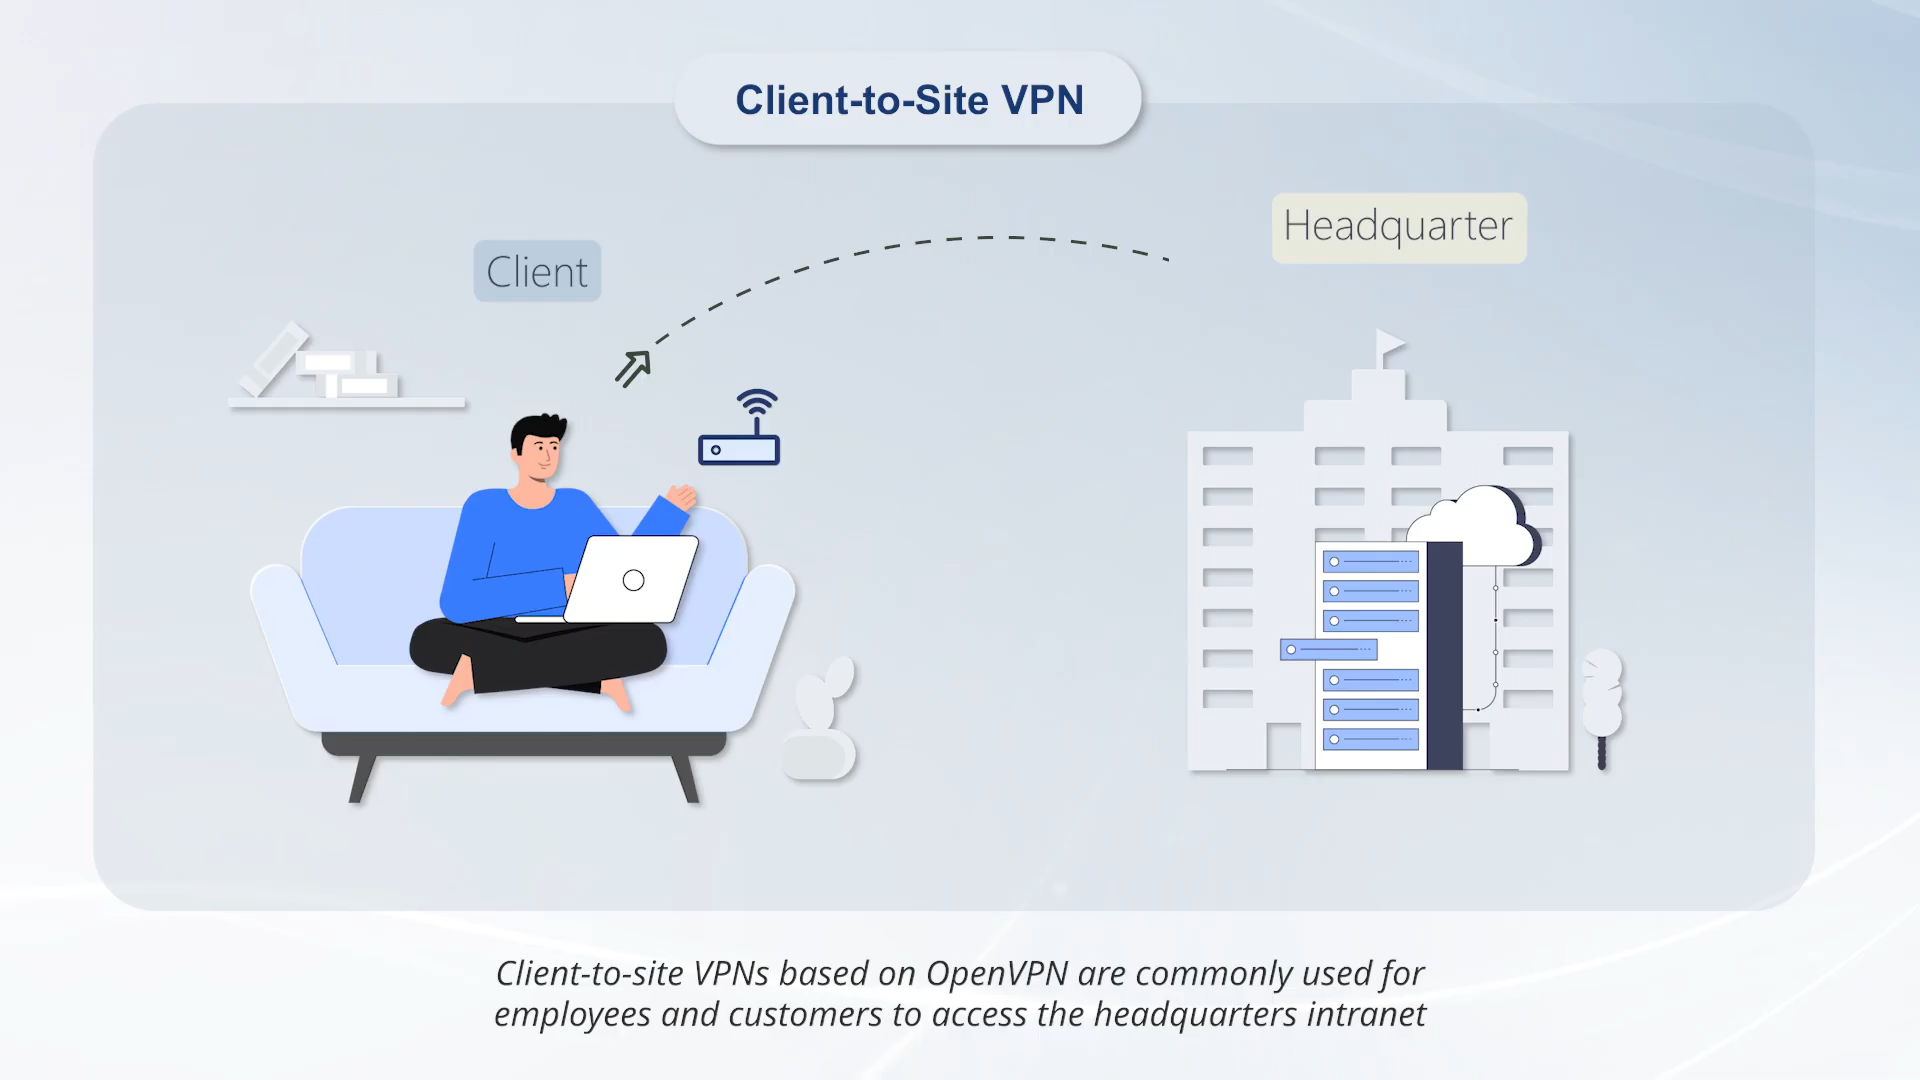 Client-to-Site VPN
Client
Headquarter
Client-to-site VPNs based on OpenVPN are commonly used for
employees and customers to access the headquarters intranet